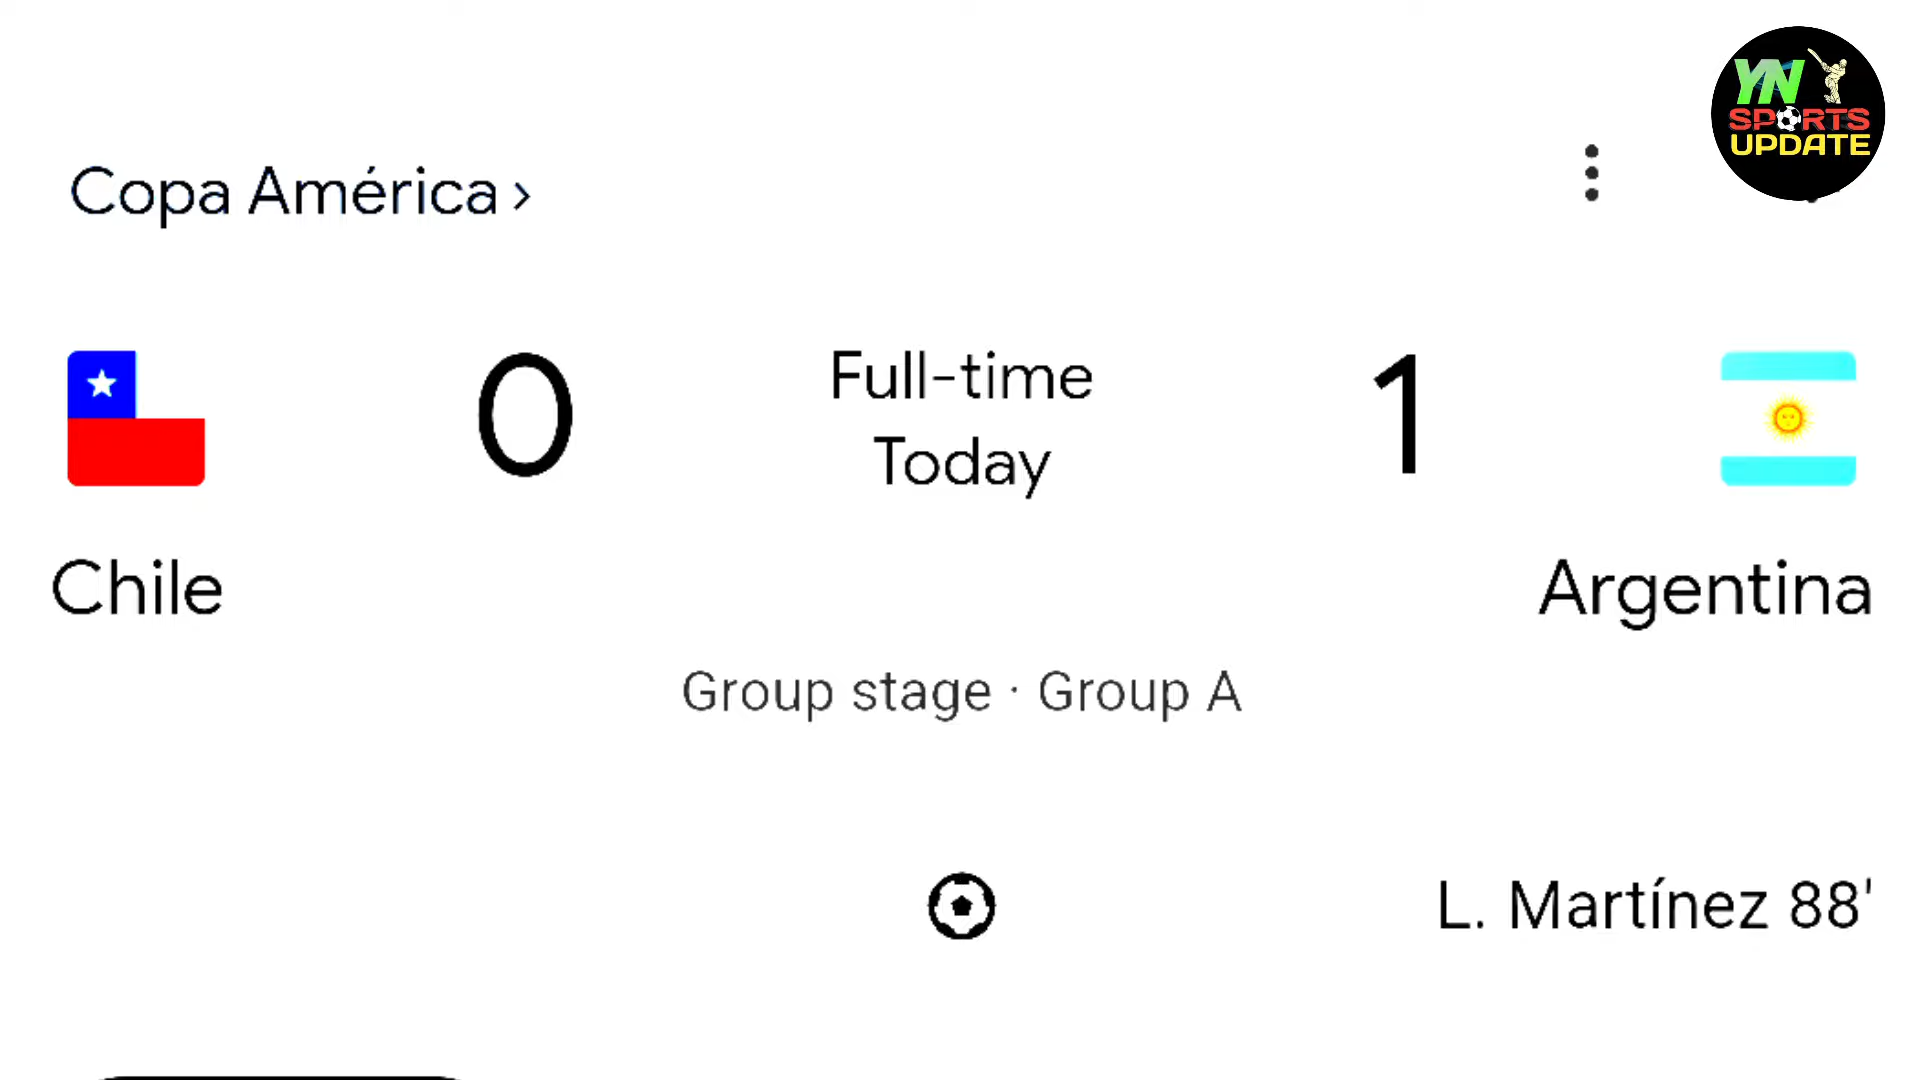 YN
SPORTS
UPDATE
Copa América ›
0
Full-time
1
Today
Chile
Argentina
Group stage · Group A
L. Martínez 88'